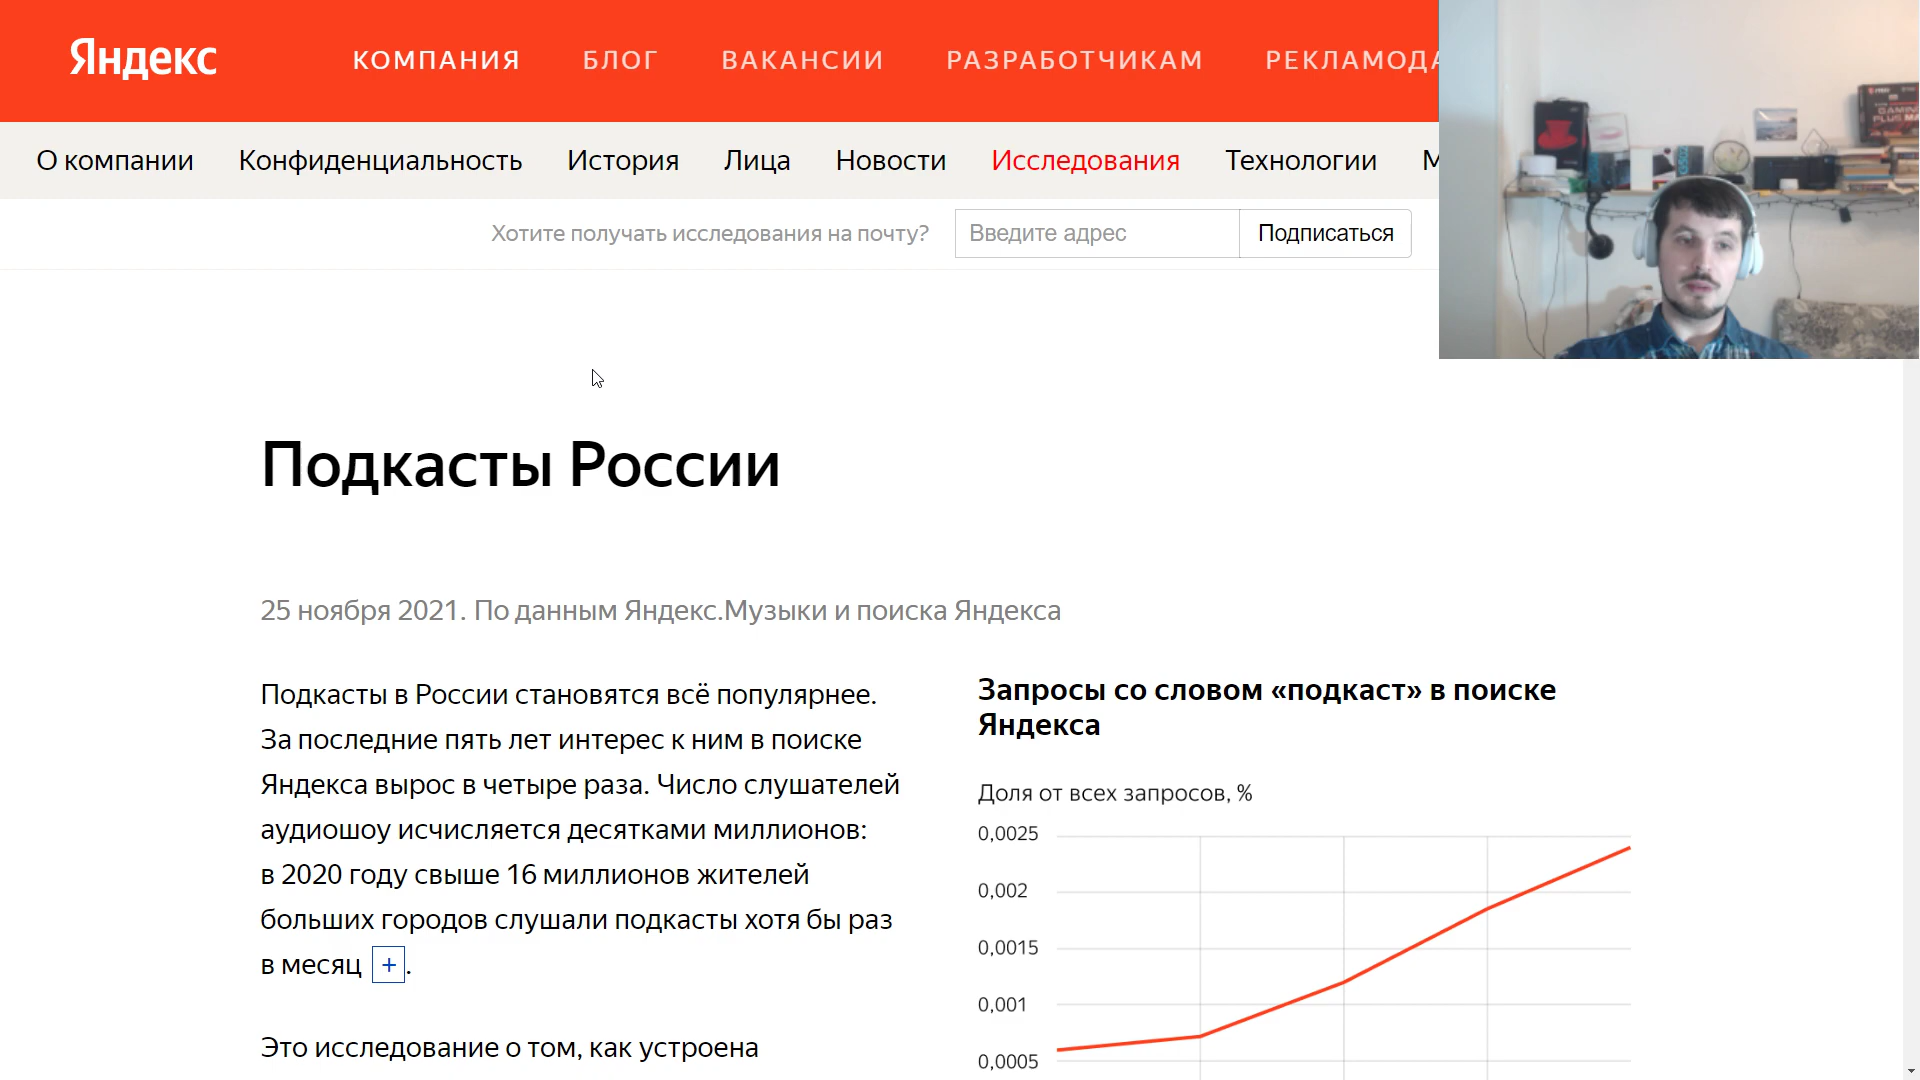 Яндекс
КОМПАНИЯ БЛОГ ВАКАНСИИ РАЗРАБОТЧИКАМ РЕКЛАМОДА
О компании Конфиденциальность История Лица Новости Исследования Технологии М
Хотите получать исследования на почту? Введите адрес Подписаться
GAMING
PLUS MA
Подкасты России
25 ноября 2021. По данным Яндекс.Музыки и поиска Яндекса
Подкасты в России становятся всё популярнее.
За последние пять лет интерес к ним в поиске
Яндекса вырос в четыре раза. Число слушателей
аудиошоу исчисляется десятками миллионов:
в 2020 году свыше 16 миллионов жителей
больших городов слушали подкасты хотя бы раз
в месяц +.
Это исследование о том, как устроена
Запросы со словом «подкаст» в поиске
Яндекса
Доля от всех запросов, %
0,0025
0,002
0,0015
0,001
0,0005